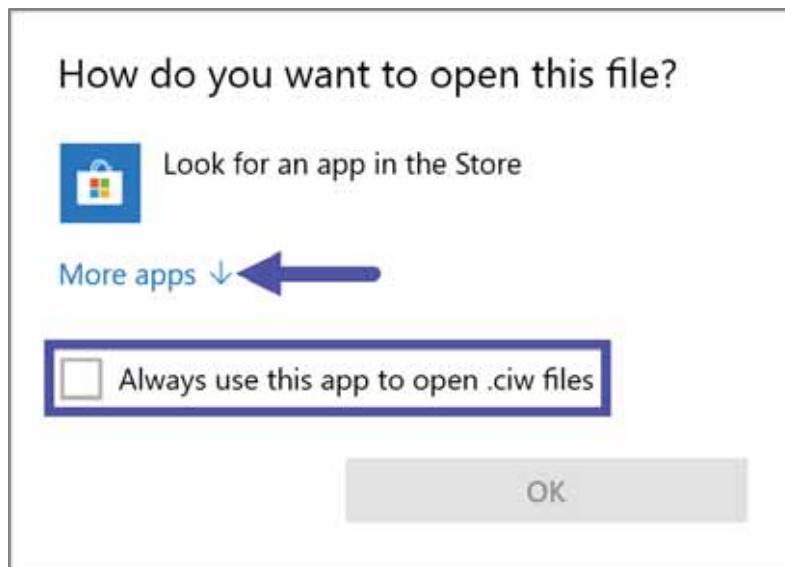 How do you want to open this file?
Look for an app in the Store
More apps ↓
Always use this app to open .ciw files
OK